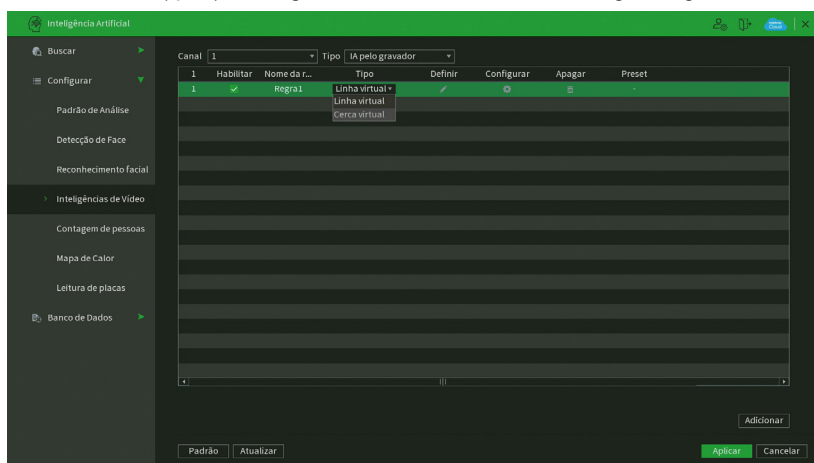 Inteligência Artificial
Buscar
Configurar
Padrão de Análise
Detecção de Face
Reconhecimento facial
Inteligências de Vídeo
Contagem de pessoas
Mapa de Calor
Leitura de placas
Banco de Dados
Canal 1 Tipo IA pelo gravador
1 Habilitar Nome da r... Tipo Definir Configurar Apagar Preset
1 Regra1 Linha virtual -
Linha virtual
Cerca virtual
Adicionar
Padrão Atualizar Aplicar Cancelar